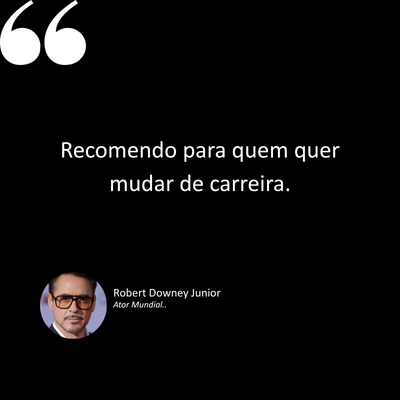 “
Recomendo para quem quer
mudar de carreira.
Robert Downey Junior
Ator Mundial..